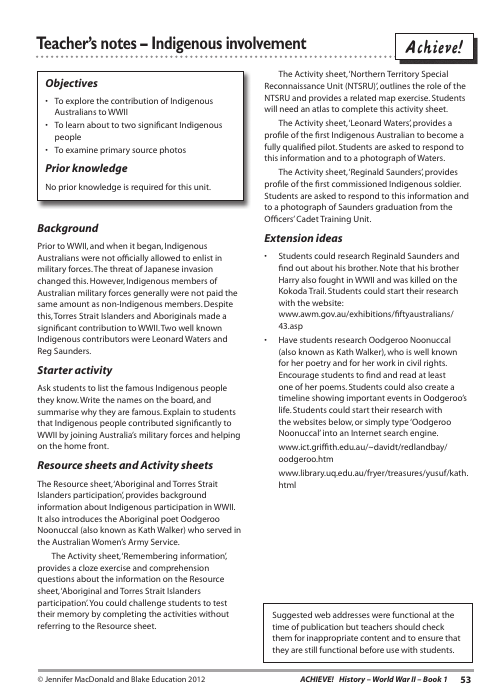 Teacher's notes – Indigenous involvement
Achieve!
Objectives
• To explore the contribution of Indigenous
Australians to WWII
• To learn about to two significant Indigenous
people
• To examine primary source photos
Prior knowledge
No prior knowledge is required for this unit.
Background
Prior to WWII, and when it began, Indigenous
Australians were not officially allowed to enlist in
military forces. The threat of Japanese invasion
changed this. However, Indigenous members of
Australian military forces generally were not paid the
same amount as non-Indigenous members. Despite
this, Torres Strait Islanders and Aboriginals made a
significant contribution to WWII. Two well known
Indigenous contributors were Leonard Waters and
Reg Saunders.
Starter activity
Ask students to list the famous Indigenous people
they know. Write the names on the board, and
summarise why they are famous. Explain to students
that Indigenous people contributed significantly to
WWII by joining Australia's military forces and helping
on the home front.
Resource sheets and Activity sheets
The Resource sheet, 'Aboriginal and Torres Strait
Islanders participation', provides background
information about Indigenous participation in WWII.
It also introduces the Aboriginal poet Oodgeroo
Noonuccal (also known as Kath Walker) who served in
the Australian Women's Army Service.
The Activity sheet, 'Remembering information',
provides a cloze exercise and comprehension
questions about the information on the Resource
sheet, 'Aboriginal and Torres Strait Islanders
participation'. You could challenge students to test
their memory by completing the activities without
referring to the Resource sheet.
The Activity sheet, 'Northern Territory Special
Reconnaissance Unit (NTSRU)', outlines the role of the
NTSRU and provides a related map exercise. Students
will need an atlas to complete this activity sheet.
The Activity sheet, 'Leonard Waters', provides a
profile of the first Indigenous Australian to become a
fully qualified pilot. Students are asked to respond to
this information and to a photograph of Waters.
The Activity sheet, 'Reginald Saunders', provides
profile of the first commissioned Indigenous soldier.
Students are asked to respond to this information and
to a photograph of Saunders graduation from the
Officers' Cadet Training Unit.
Extension ideas
• Students could research Reginald Saunders and
find out about his brother. Note that his brother
Harry also fought in WWII and was killed on the
Kokoda Trail. Students could start their research
with the website:
www.awm.gov.au/exhibitions/fiftyaustralians/
43.asp
• Have students research Oodgeroo Noonuccal
(also known as Kath Walker), who is well known
for her poetry and for her work in civil rights.
Encourage students to find and read at least
one of her poems. Students could also create a
timeline showing important events in Oodgeroo's
life. Students could start their research with
the websites below, or simply type 'Oodgeroo
Noonuccal' into an Internet search engine.
www.ict.griffith.edu.au/~davidt/redlandbay/
oodgeroo.htm
www.library.uq.edu.au/fryer/treasures/yusuf/kath.
html
Suggested web addresses were functional at the
time of publication but teachers should check
them for inappropriate content and to ensure that
they are still functional before use with students.
© Jennifer MacDonald and Blake Education 2012
ACHIEVE! History – World War II – Book 1 53